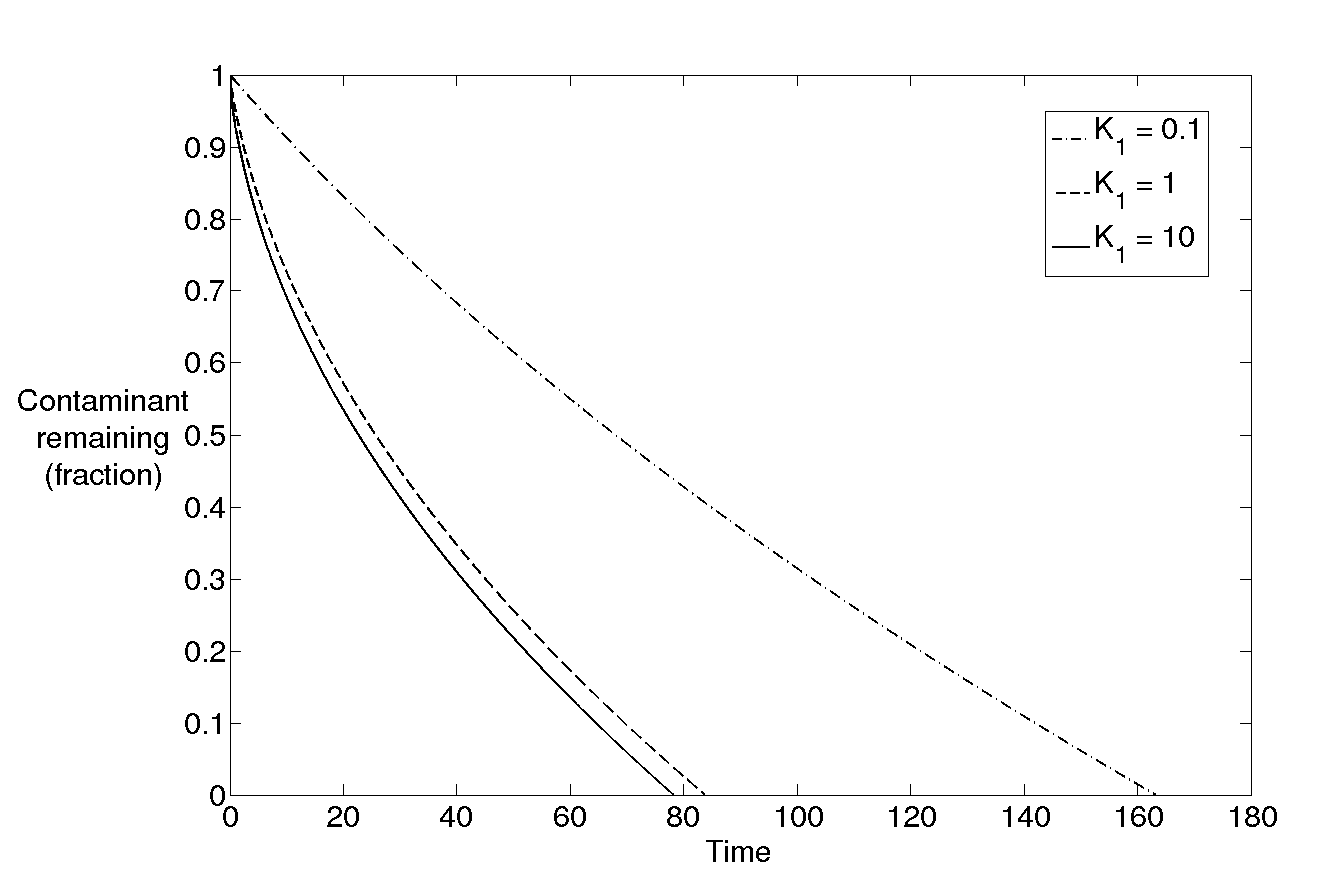 1
0.9
0.8
0.7
0.6
0.5
0.4
0.3
0.2
0.1
0
Contaminant
remaining
(fraction)
K1 = 0.1
K1 = 1
K1 = 10
0 20 40 60 80 100 120 140 160 180
Time